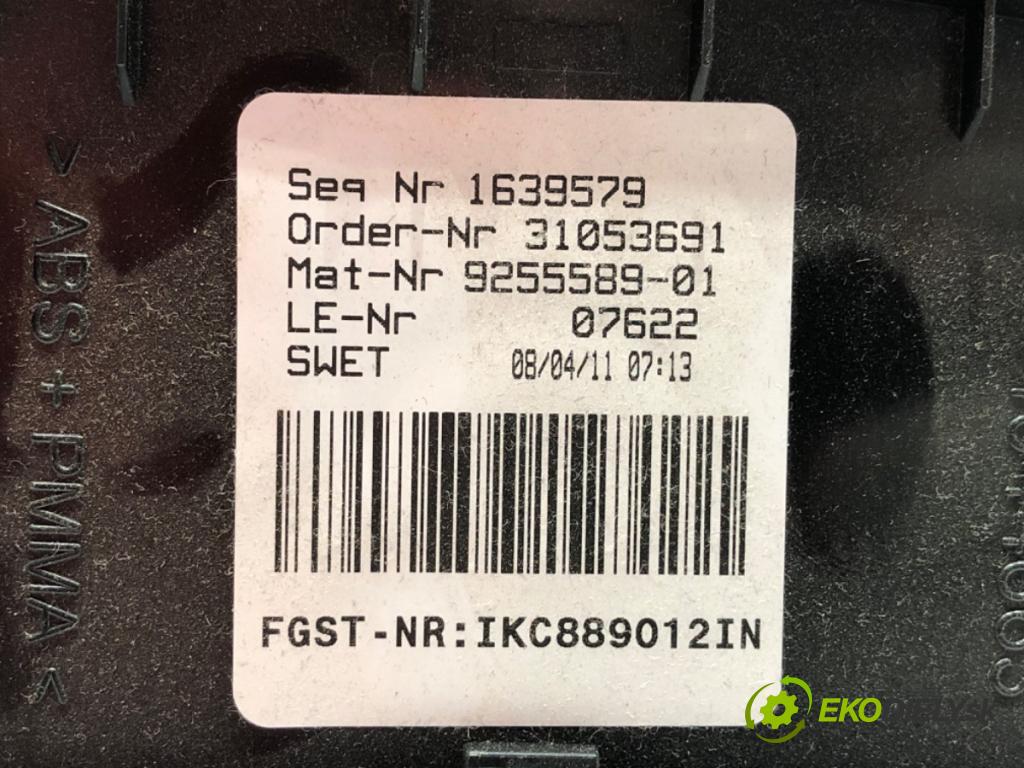 Seq Nr 1639579
Order-Nr 31053691
Mat-Nr 9255589-01
LE-Nr 07622
SWET 08/04/11 07:13
FGST-NR:IKC889012IN
>ABS + PMMA<
EKO